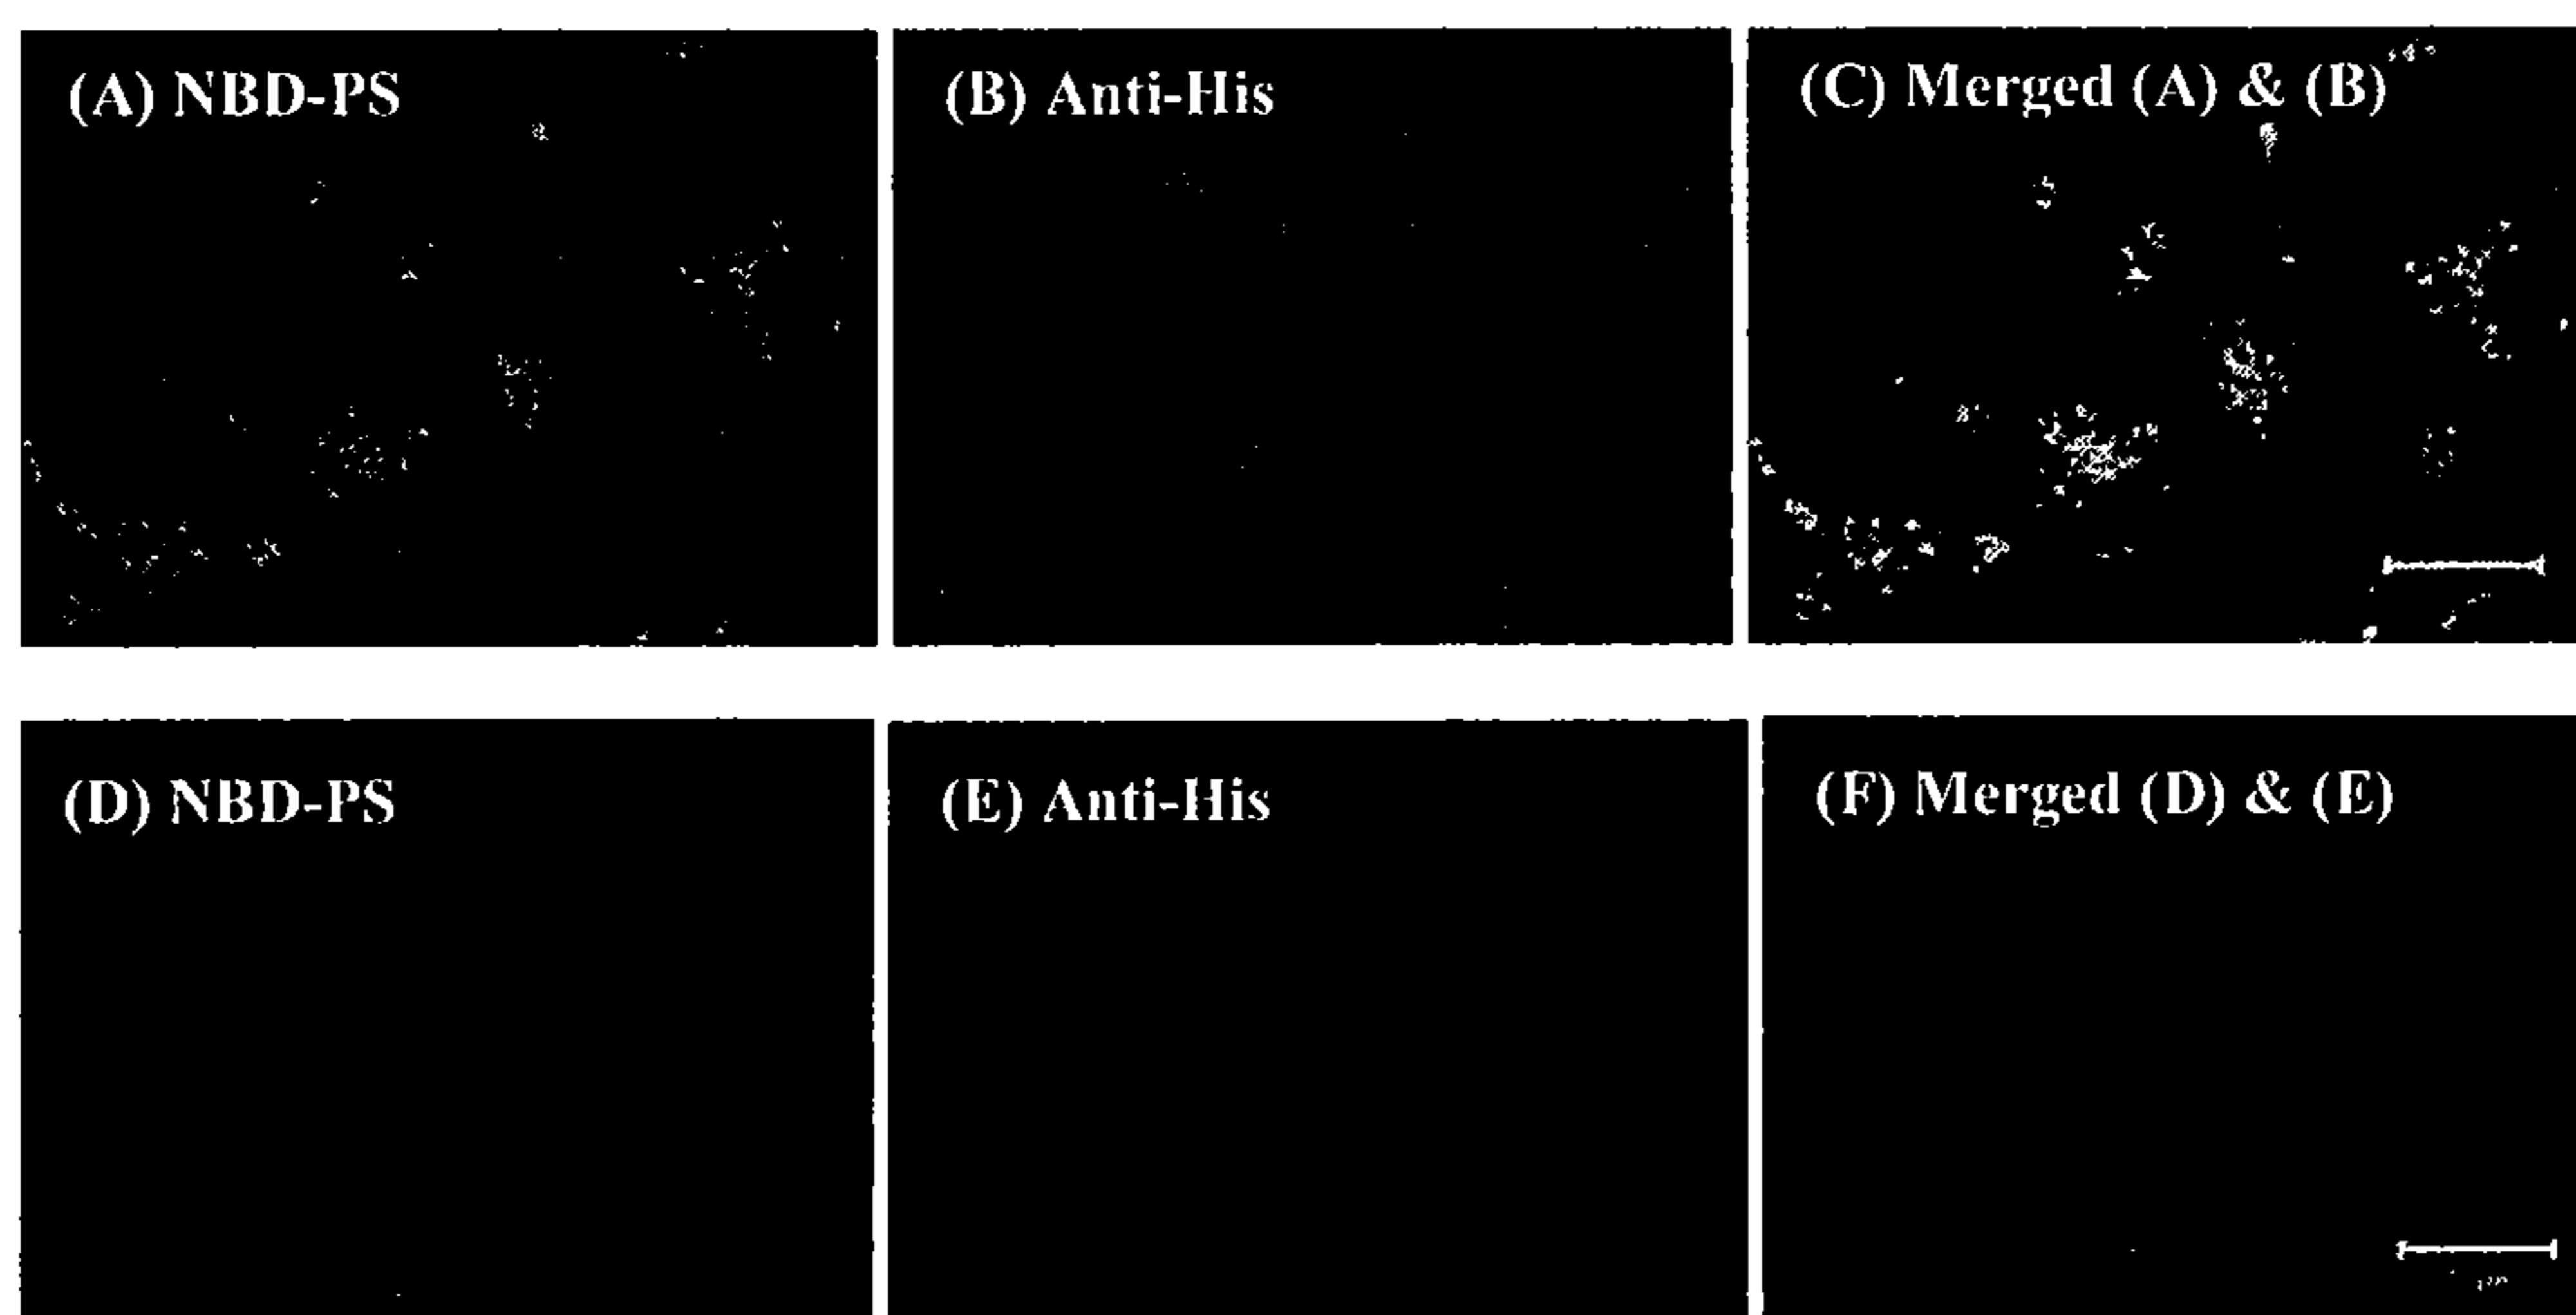 (A) NBD-PS
(B) Anti-His
(C) Merged (A) & (B)
(D) NBD-PS
(E) Anti-His
(F) Merged (D) & (E)